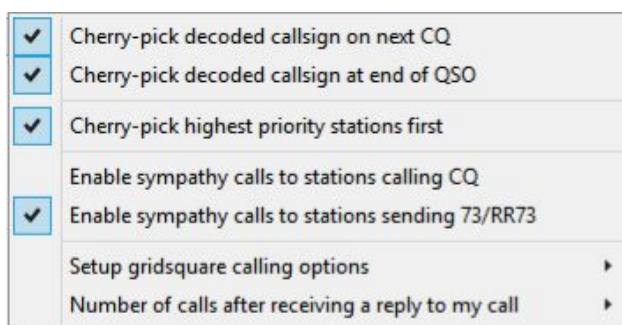 Cherry-pick decoded callsign on next CQ
Cherry-pick decoded callsign at end of QSO
Cherry-pick highest priority stations first
Enable sympathy calls to stations calling CQ
Enable sympathy calls to stations sending 73/RR73
Setup gridsquare calling options
Number of calls after receiving a reply to my call